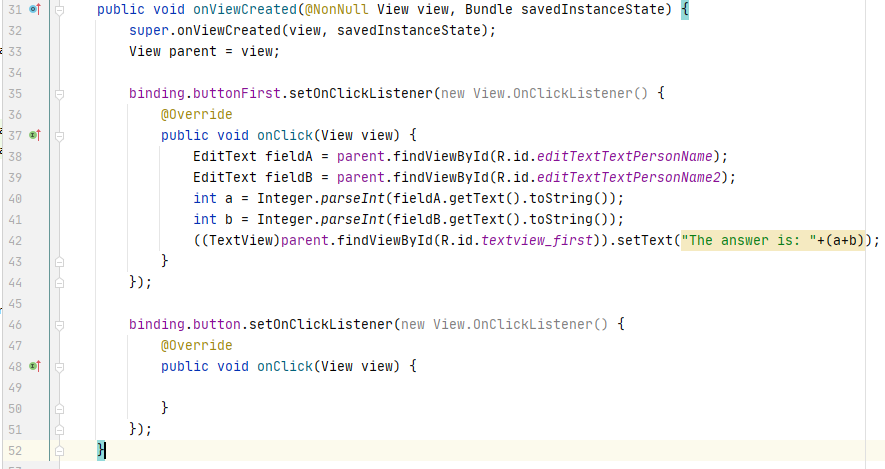 31 public void onViewCreated(@NonNull View view, Bundle savedInstanceState) {
32 super.onViewCreated(view, savedInstanceState);
33 View parent = view;
34
35 binding.buttonFirst.setOnClickListener(new View.OnClickListener() {
36 @Override
37 public void onClick(View view) {
38 EditText fieldA = parent.findViewById(R.id.editTextTextPersonName);
39 EditText fieldB = parent.findViewById(R.id.editTextTextPersonName2);
40 int a = Integer.parseInt(fieldA.getText().toString());
41 int b = Integer.parseInt(fieldB.getText().toString());
42 ((TextView)parent.findViewById(R.id.textview_first)).setText("The answer is: "+(a+b));
43 }
44 });
45
46 binding.button.setOnClickListener(new View.OnClickListener() {
47 @Override
48 public void onClick(View view) {
49
50 }
51 });
52 }